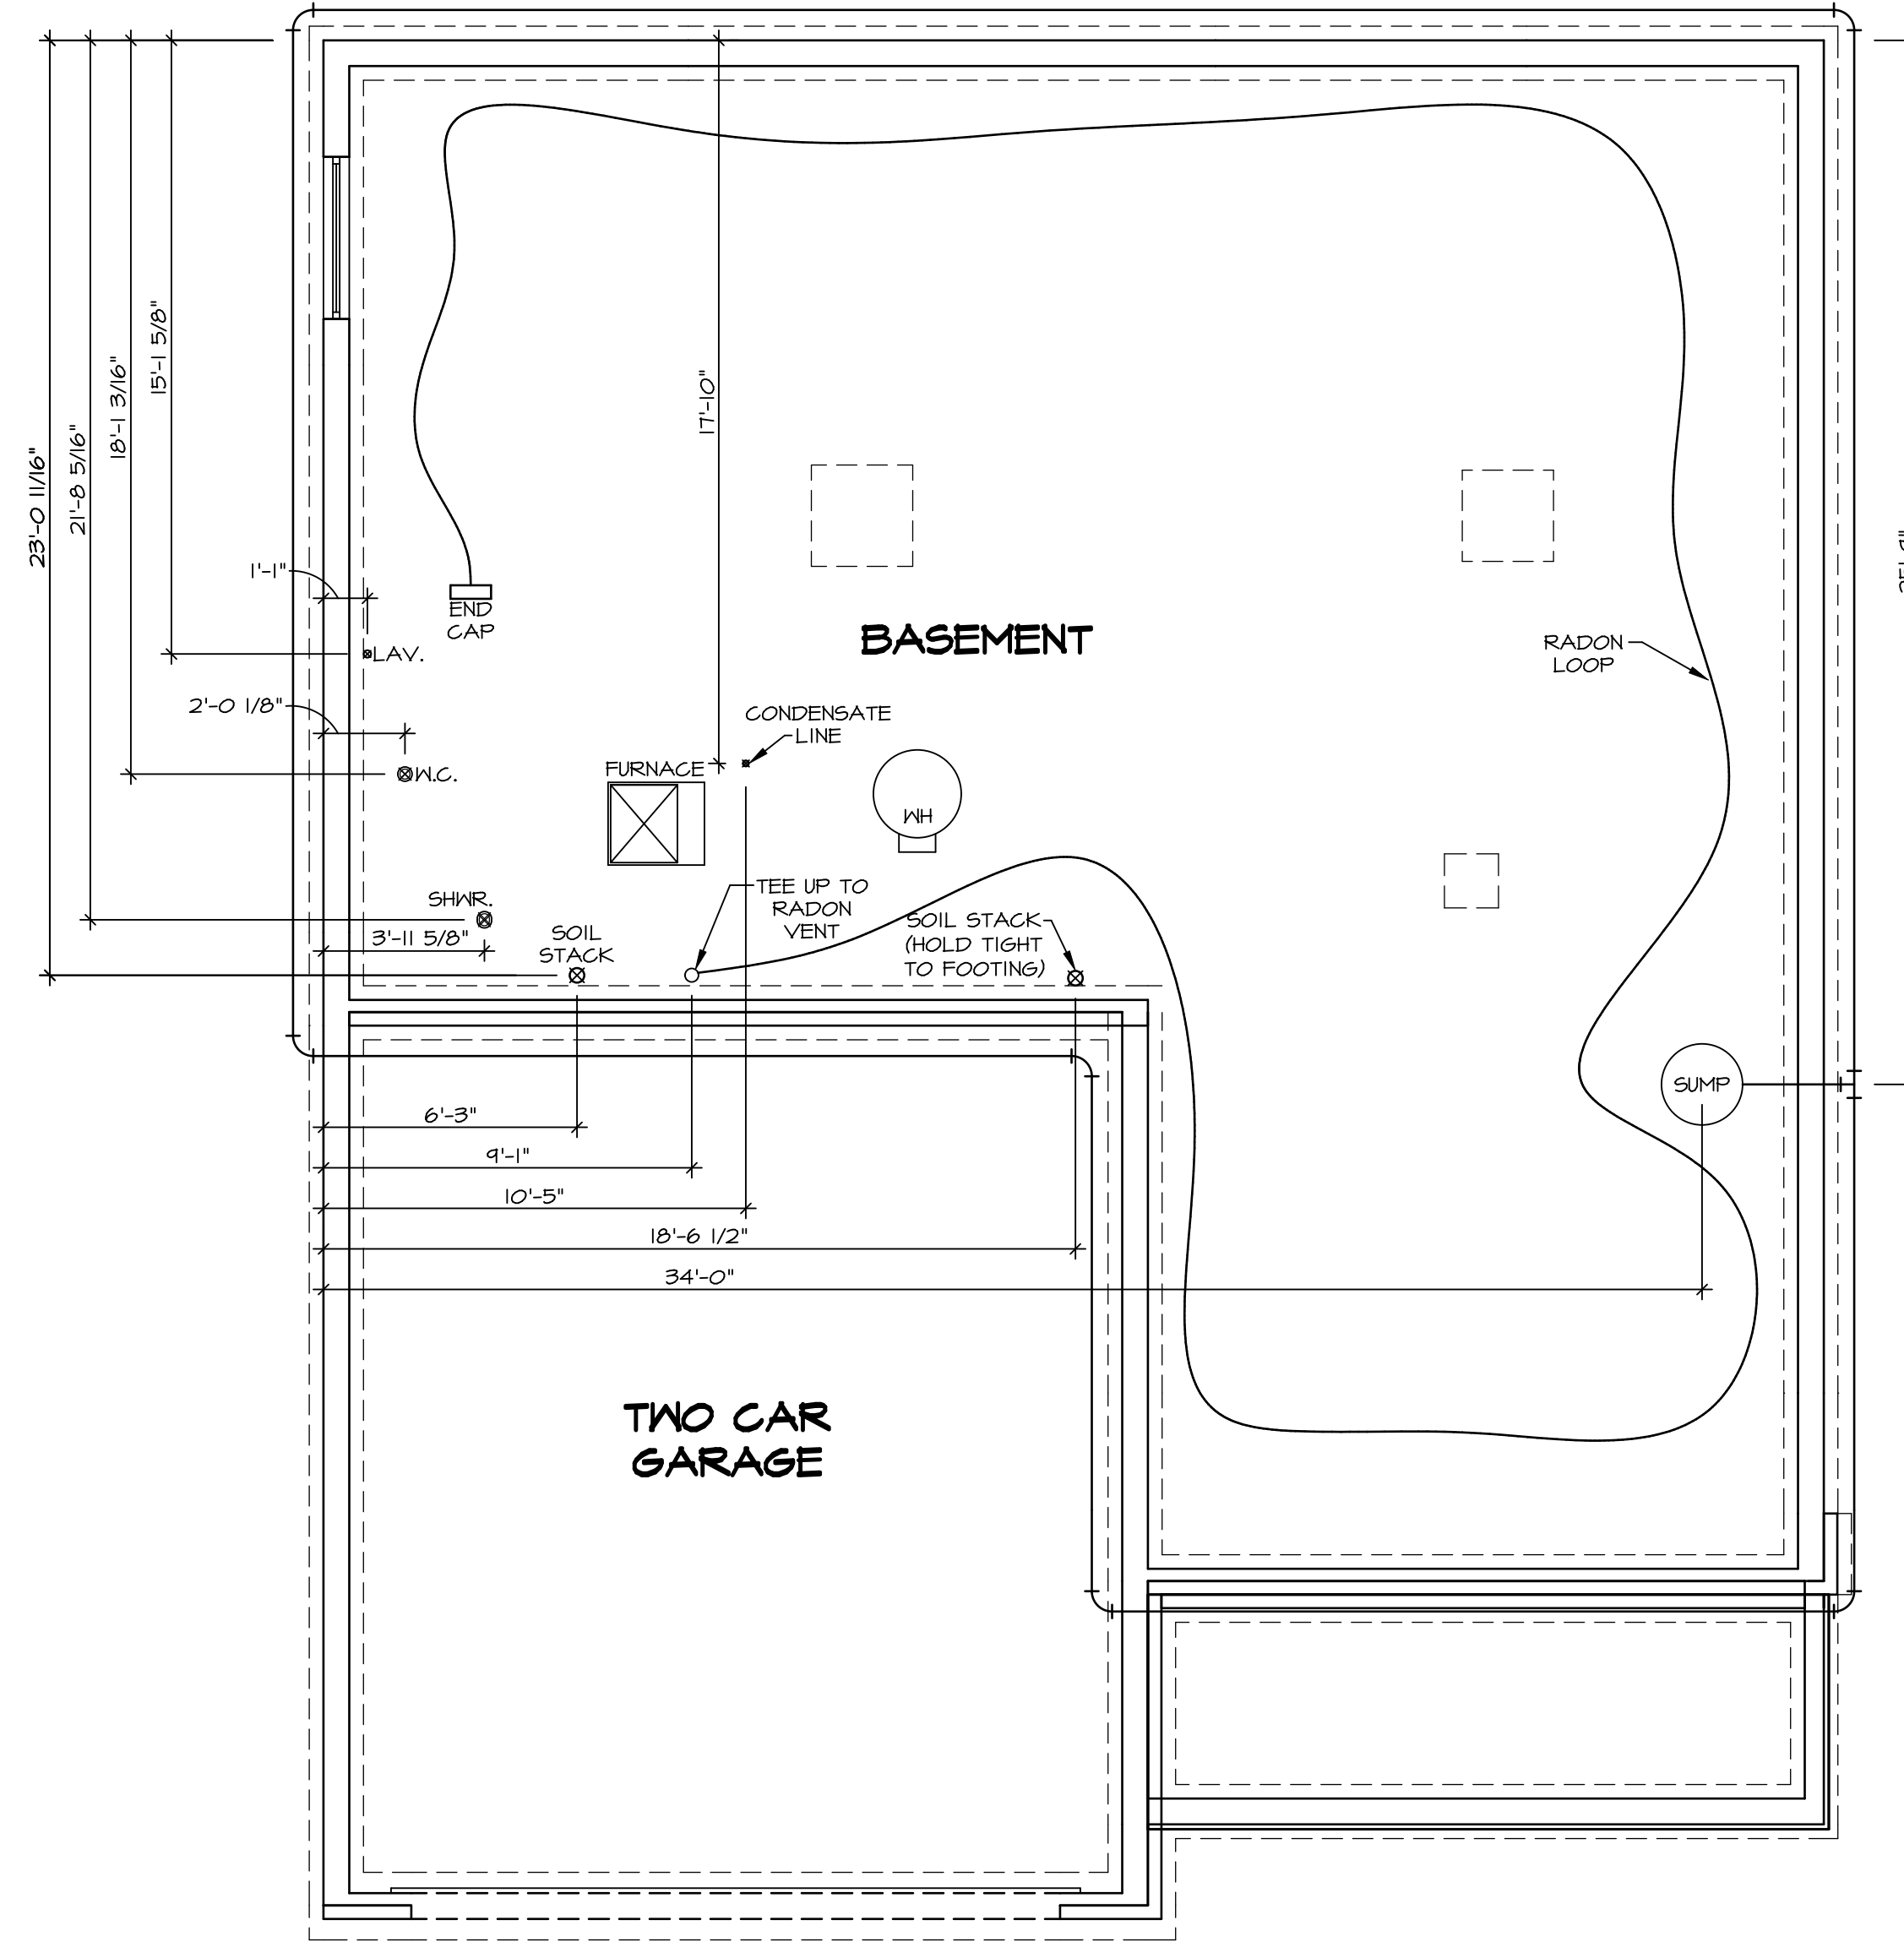 15'-1 5/8"
18'-1 3/16"
21'-8 5/16"
23'-0 11/16"
17'-10"
1'-1"
END
CAP
BASEMENT
RADON
LOOP
LAV.
2'-0 1/8"
CONDENSATE
LINE
W.C.
FURNACE
WH
SHWR.
3'-11 5/8"
SOIL
STACK
TEE UP TO
RADON
VENT
SOIL STACK
(HOLD TIGHT
TO FOOTING)
SUMP
6'-3"
9'-1"
10'-5"
18'-6 1/2"
34'-0"
TWO CAR
GARAGE